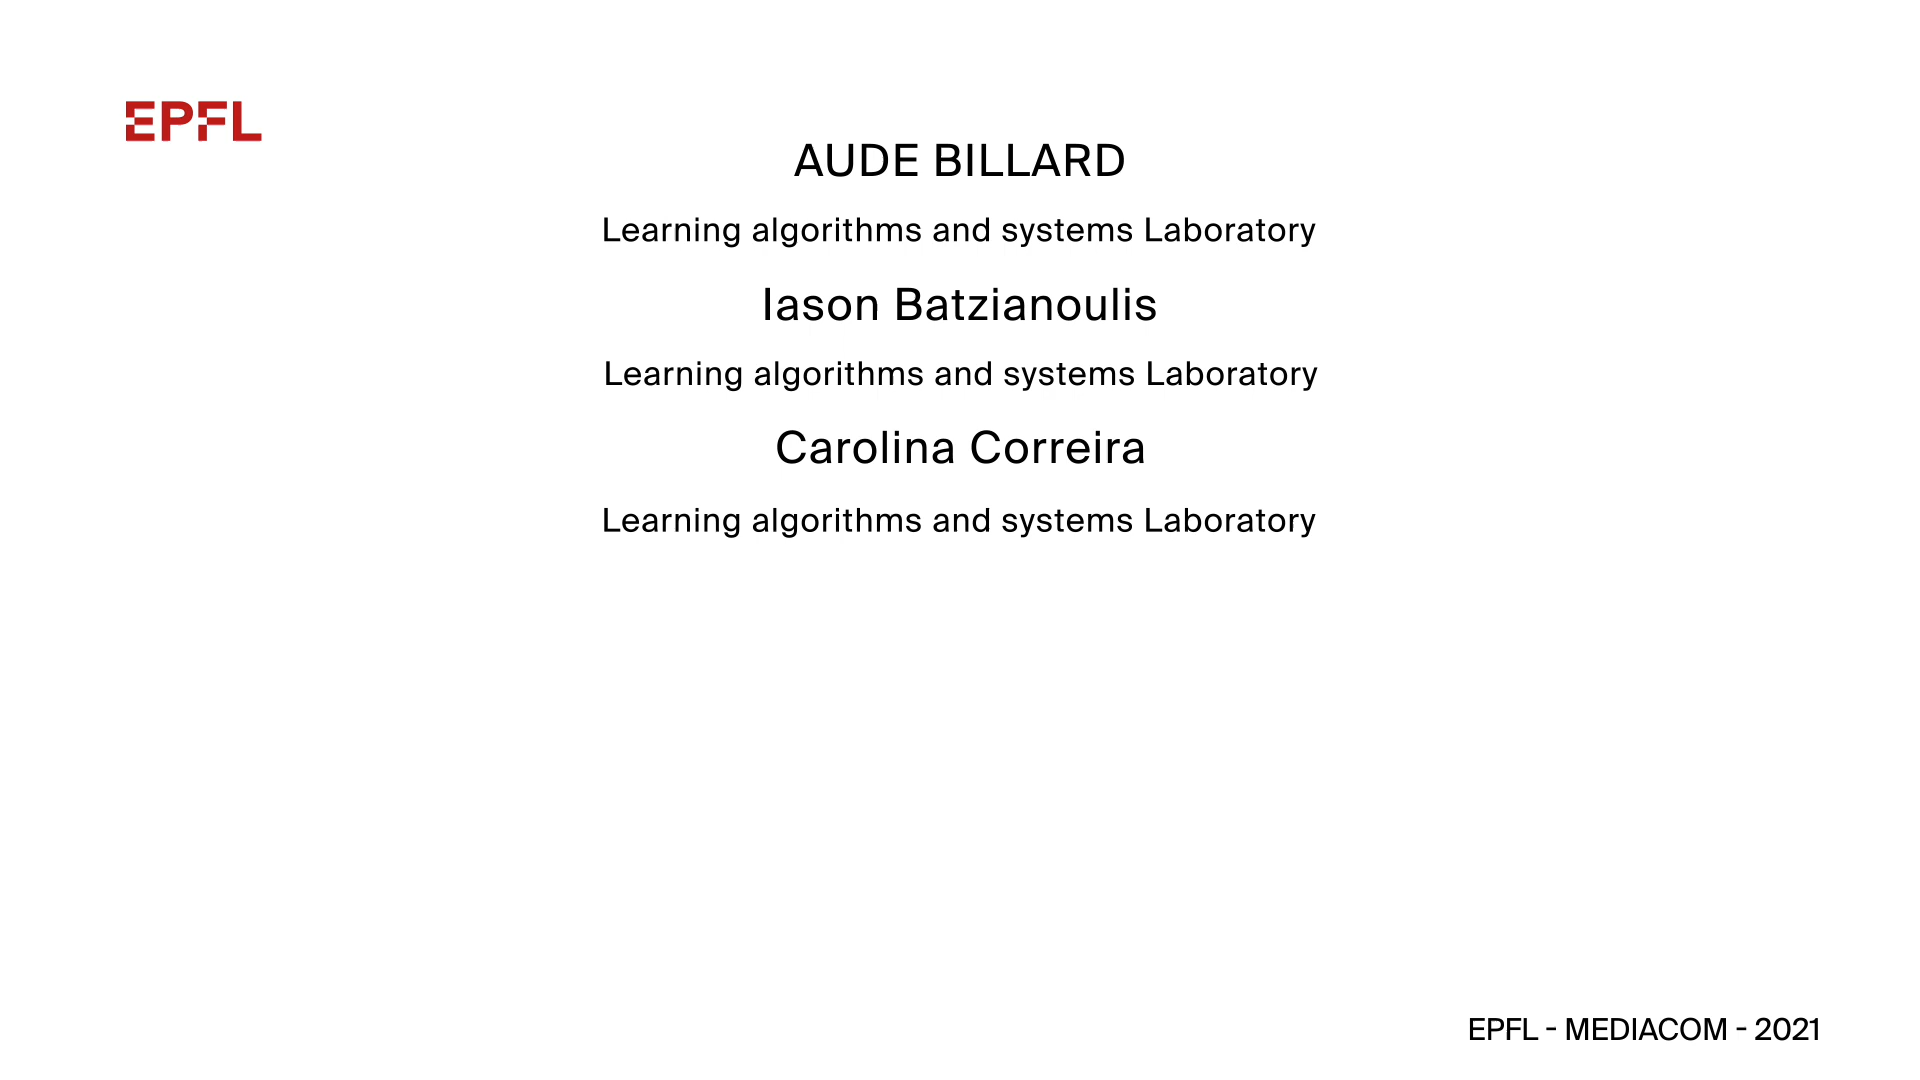 EPFL
AUDE BILLARD
Learning algorithms and systems Laboratory
Iason Batzianoulis
Learning algorithms and systems Laboratory
Carolina Correira
Learning algorithms and systems Laboratory
EPFL - MEDIACOM - 2021